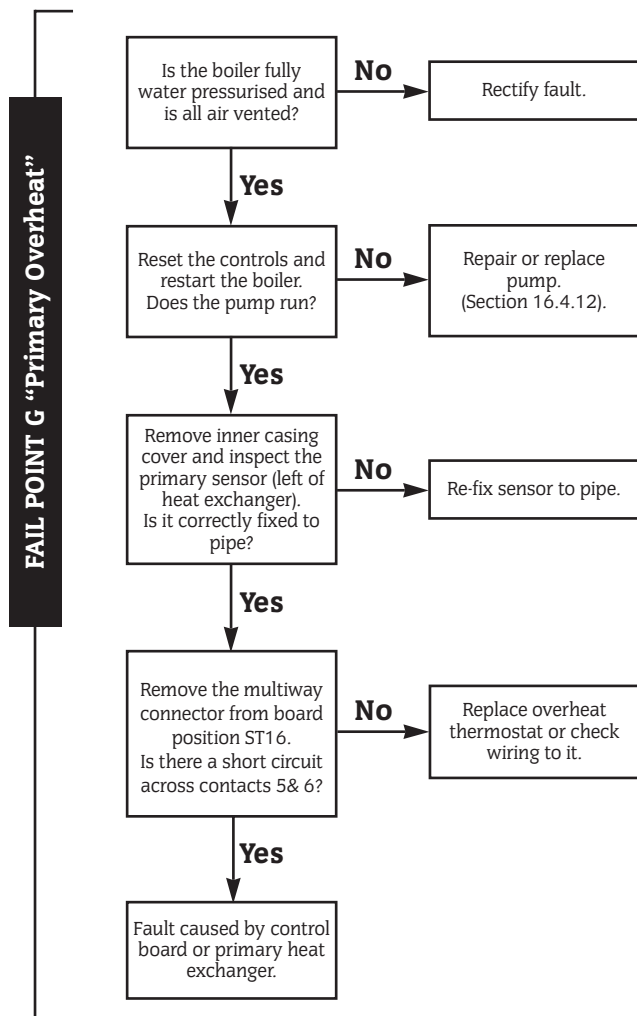 FAIL POINT G “Primary Overheat”
Is the boiler fully
water pressurised and
is all air vented?
No
Rectify fault.
Yes
Reset the controls and
restart the boiler.
Does the pump run?
No
Repair or replace
pump.
(Section 16.4.12).
Yes
Remove inner casing
cover and inspect the
primary sensor (left of
heat exchanger).
Is it correctly fixed to
pipe?
No
Re-fix sensor to pipe.
Yes
Remove the multiway
connector from board
position ST16.
Is there a short circuit
across contacts 5& 6?
No
Replace overheat
thermostat or check
wiring to it.
Yes
Fault caused by control
board or primary heat
exchanger.